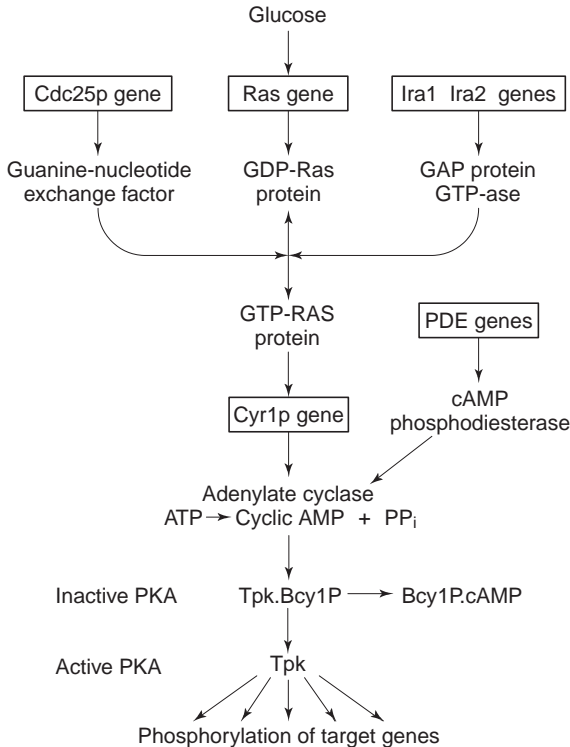 Glucose
Cdc25p gene
Ras gene
Ira1 Ira2 genes
Guanine-nucleotide
exchange factor
GDP-Ras
protein
GAP protein
GTP-ase
GTP-RAS
protein
PDE genes
Cyr1p gene
cAMP
phosphodiesterase
Adenylate cyclase
ATP → Cyclic AMP + PPi
Inactive PKA
Tpk.Bcy1P → Bcy1P.cAMP
Active PKA
Tpk
Phosphorylation of target genes